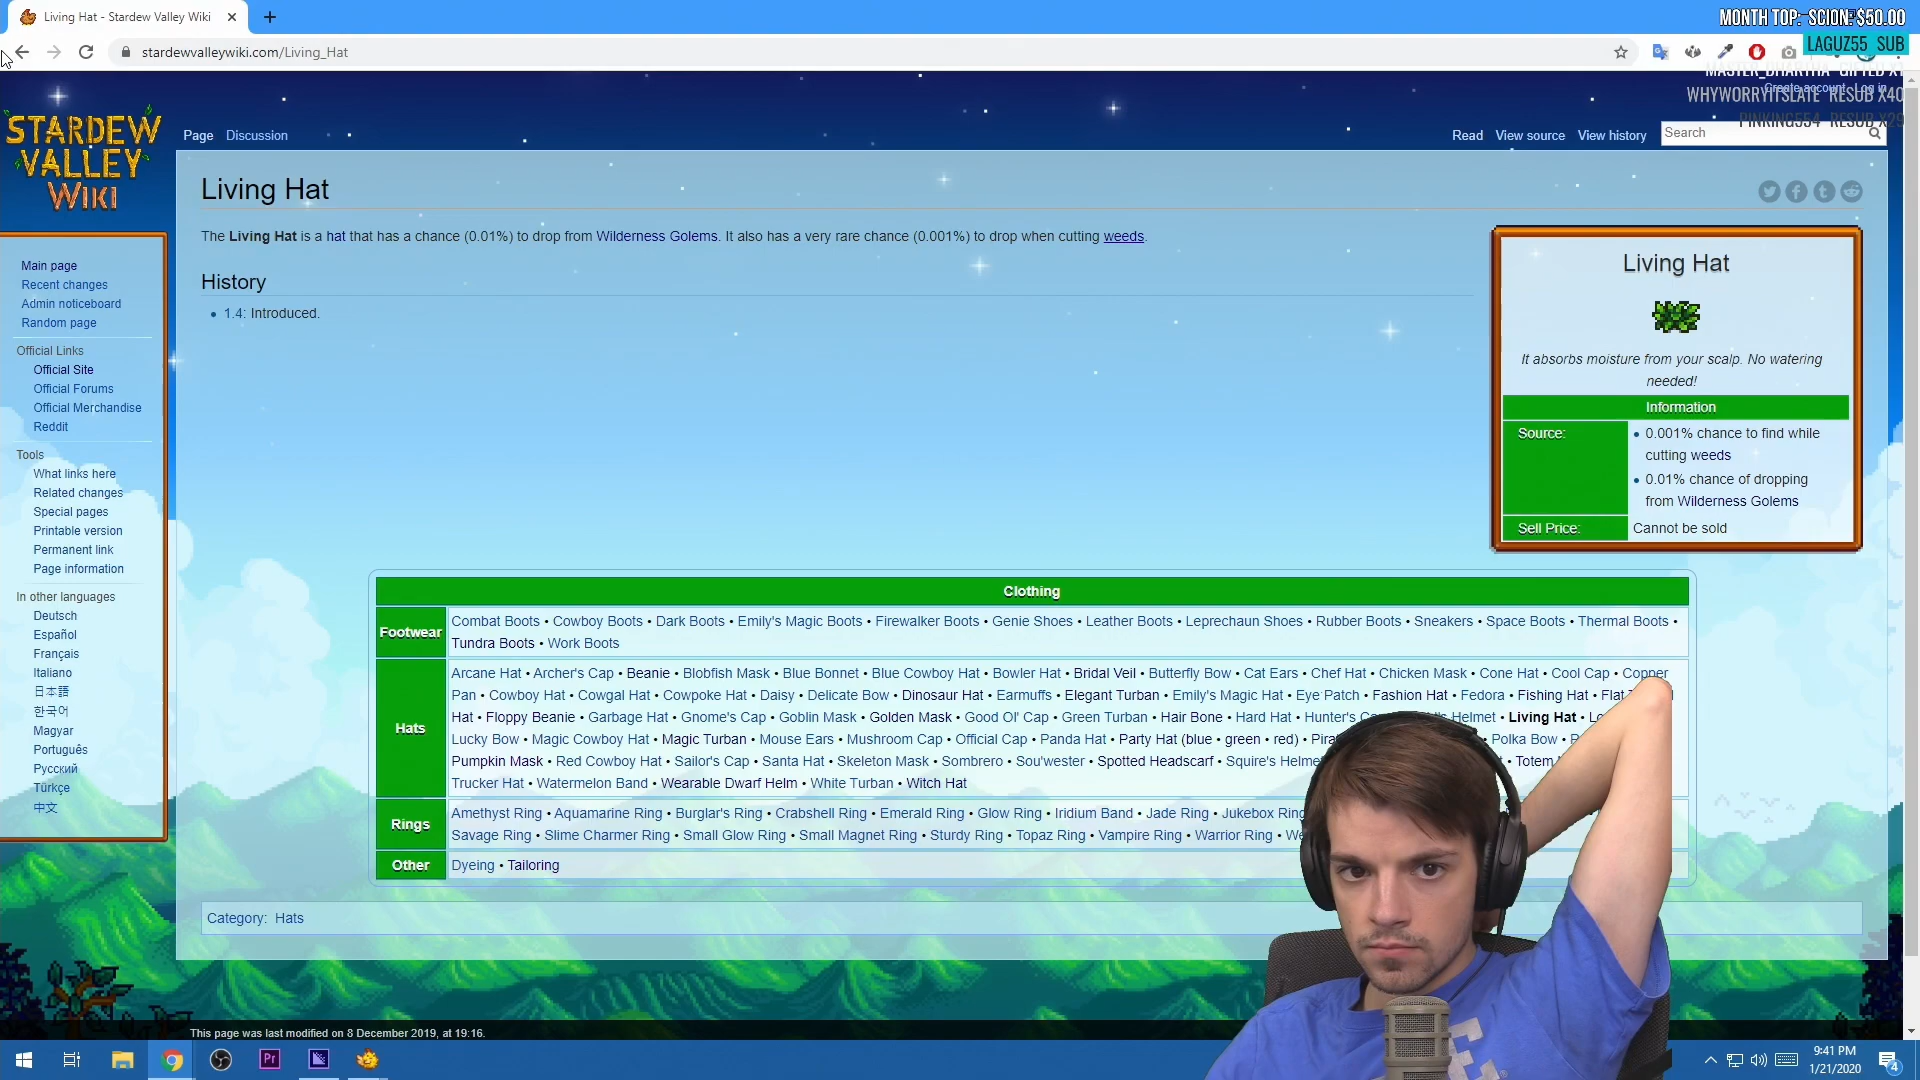 Living Hat - Stardew Valley Wiki
MONTH TOP: SCION: $50.00
LAGUZ55 SUB
stardewvalleywiki.com/Living_Hat
MASTER_DHARTHA GIFTED X1
Create account Log in
WHYWORRYITSLATE RESUB X40
PINKING554 RESUB X29
STARDEW
VALLEY
WIKI
Page Discussion
Read View source View history Search
Living Hat
The Living Hat is a hat that has a chance (0.01%) to drop from Wilderness Golems. It also has a very rare chance (0.001%) to drop when cutting weeds.
History
• 1.4: Introduced.
Living Hat
It absorbs moisture from your scalp. No watering
needed!
Information
Source:
• 0.001% chance to find while
cutting weeds
• 0.01% chance of dropping
from Wilderness Golems
Sell Price: Cannot be sold
Main page
Recent changes
Admin noticeboard
Random page
Official Links
Official Site
Official Forums
Official Merchandise
Reddit
Tools
What links here
Related changes
Special pages
Printable version
Permanent link
Page information
In other languages
Deutsch
Español
Français
Italiano
日本語
한국어
Magyar
Português
Русский
Türkçe
中文
Clothing
Footwear
Combat Boots • Cowboy Boots • Dark Boots • Emily's Magic Boots • Firewalker Boots • Genie Shoes • Leather Boots • Leprechaun Shoes • Rubber Boots • Sneakers • Space Boots • Thermal Boots •
Tundra Boots • Work Boots
Hats
Arcane Hat • Archer's Cap • Beanie • Blobfish Mask • Blue Bonnet • Blue Cowboy Hat • Bowler Hat • Bridal Veil • Butterfly Bow • Cat Ears • Chef Hat • Chicken Mask • Cone Hat • Cool Cap • Copper
Pan • Cowboy Hat • Cowgal Hat • Cowpoke Hat • Daisy • Delicate Bow • Dinosaur Hat • Earmuffs • Elegant Turban • Emily's Magic Hat • Eye Patch • Fashion Hat • Fedora • Fishing Hat • Flat
Hat • Floppy Beanie • Garbage Hat • Gnome's Cap • Goblin Mask • Golden Mask • Good Ol' Cap • Green Turban • Hair Bone • Hard Hat • Hunter's Helmet • Living Hat •
Lucky Bow • Magic Cowboy Hat • Magic Turban • Mouse Ears • Mushroom Cap • Official Cap • Panda Hat • Party Hat (blue • green • red) • Polka Bow •
Pumpkin Mask • Red Cowboy Hat • Sailor's Cap • Santa Hat • Skeleton Mask • Sombrero • Sou'wester • Spotted Headscarf • Squire's Helmet Totem
Trucker Hat • Watermelon Band • Wearable Dwarf Helm • White Turban • Witch Hat
Rings
Amethyst Ring • Aquamarine Ring • Burglar's Ring • Crabshell Ring • Emerald Ring • Glow Ring • Iridium Band • Jade Ring • Jukebox Ring
Savage Ring • Slime Charmer Ring • Small Glow Ring • Small Magnet Ring • Sturdy Ring • Topaz Ring • Vampire Ring • Warrior Ring •
Other
Dyeing • Tailoring
Category: Hats
This page was last modified on 8 December 2019, at 19:16.
Pr
9:41 PM
1/21/2020
4